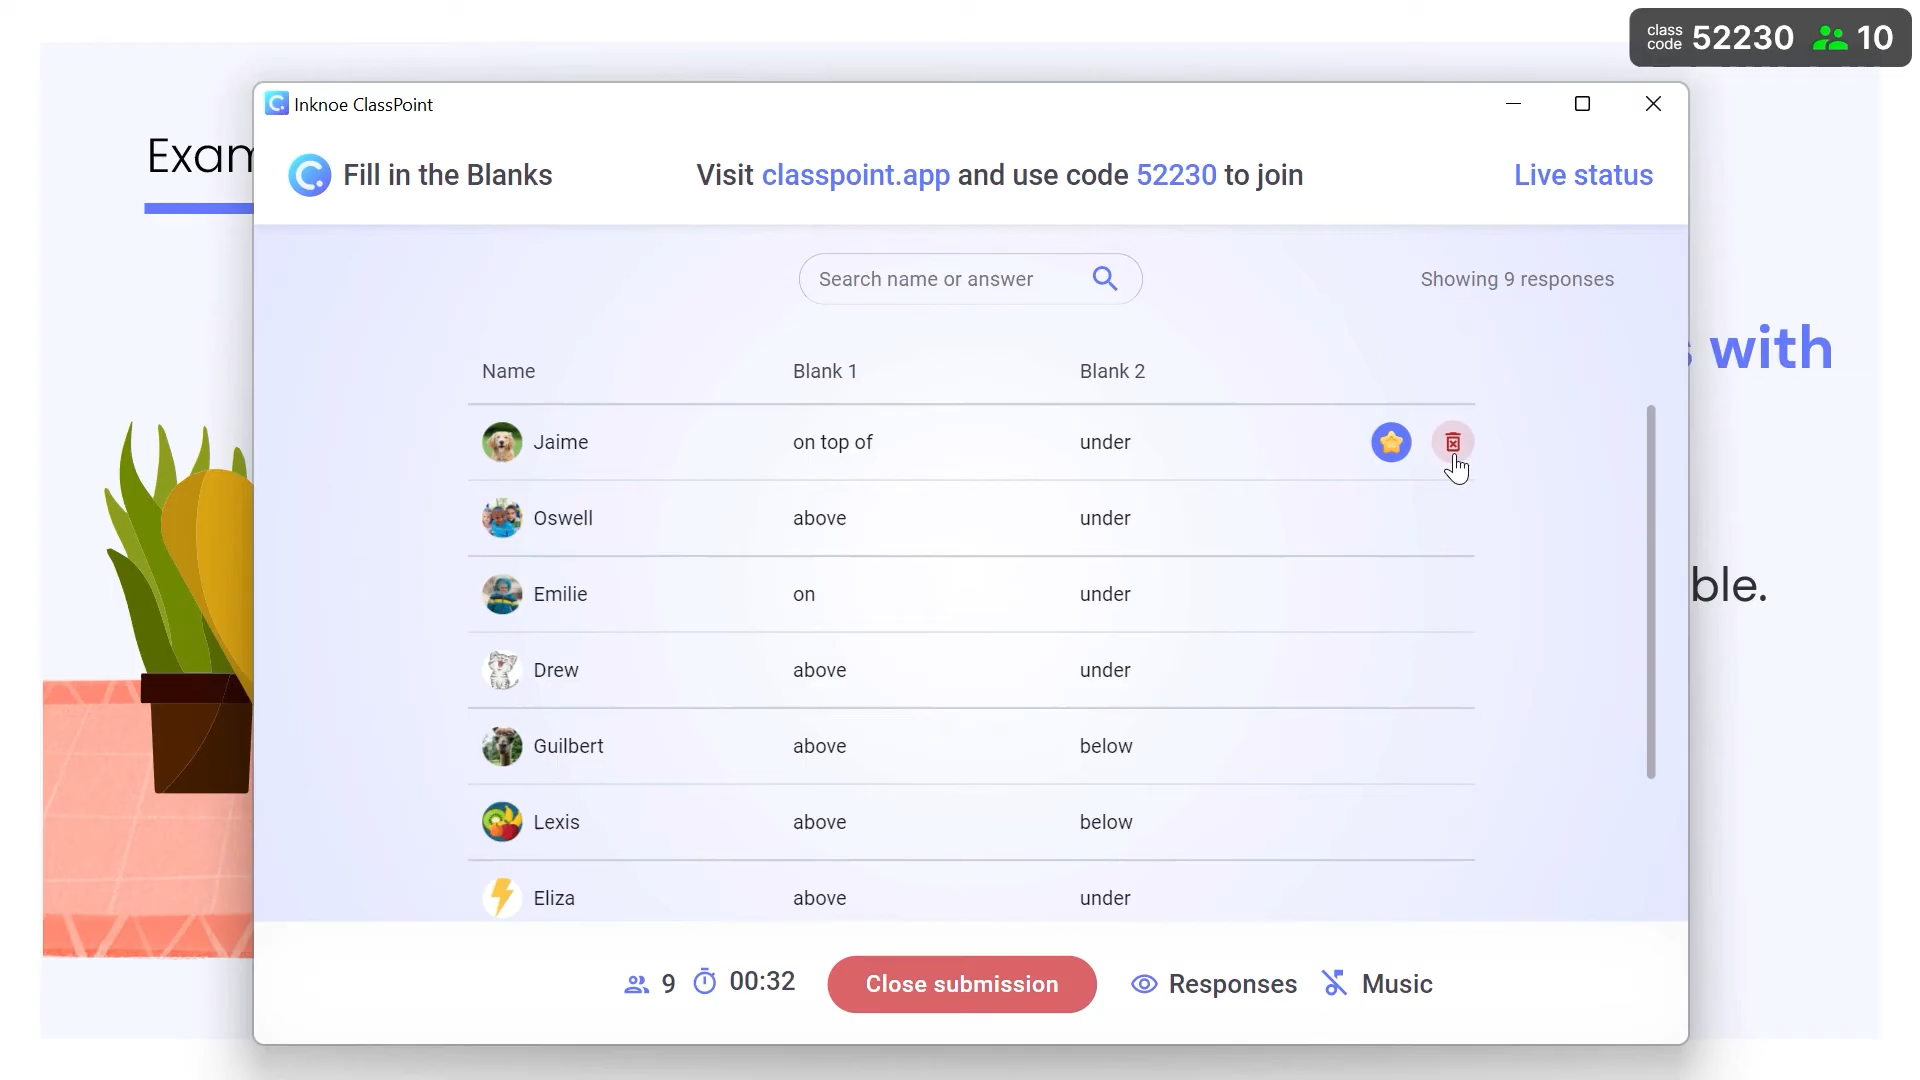 class code 52230 10
Inknoe ClassPoint
Exam
Fill in the Blanks
Visit classpoint.app and use code 52230 to join
Live status
Search name or answer
Showing 9 responses
with
Name Blank 1 Blank 2
Jaime on top of under
Oswell above under
Emilie on under
ble.
Drew above under
Guilbert above below
Lexis above below
Eliza above under
9 00:32 Close submission Responses Music